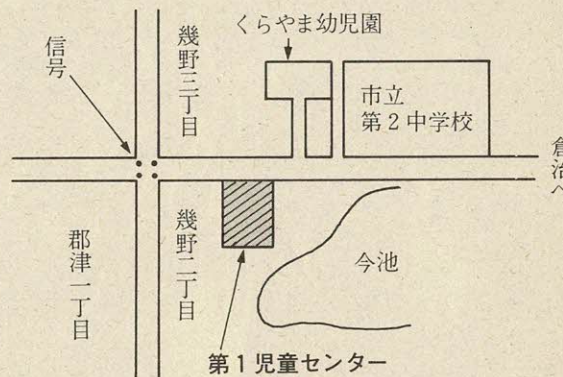 くらやま幼児園
信号
幾野三丁目
市立
第2中学校
倉治へ
郡津一丁目
幾野二丁目
今池
第1児童センター